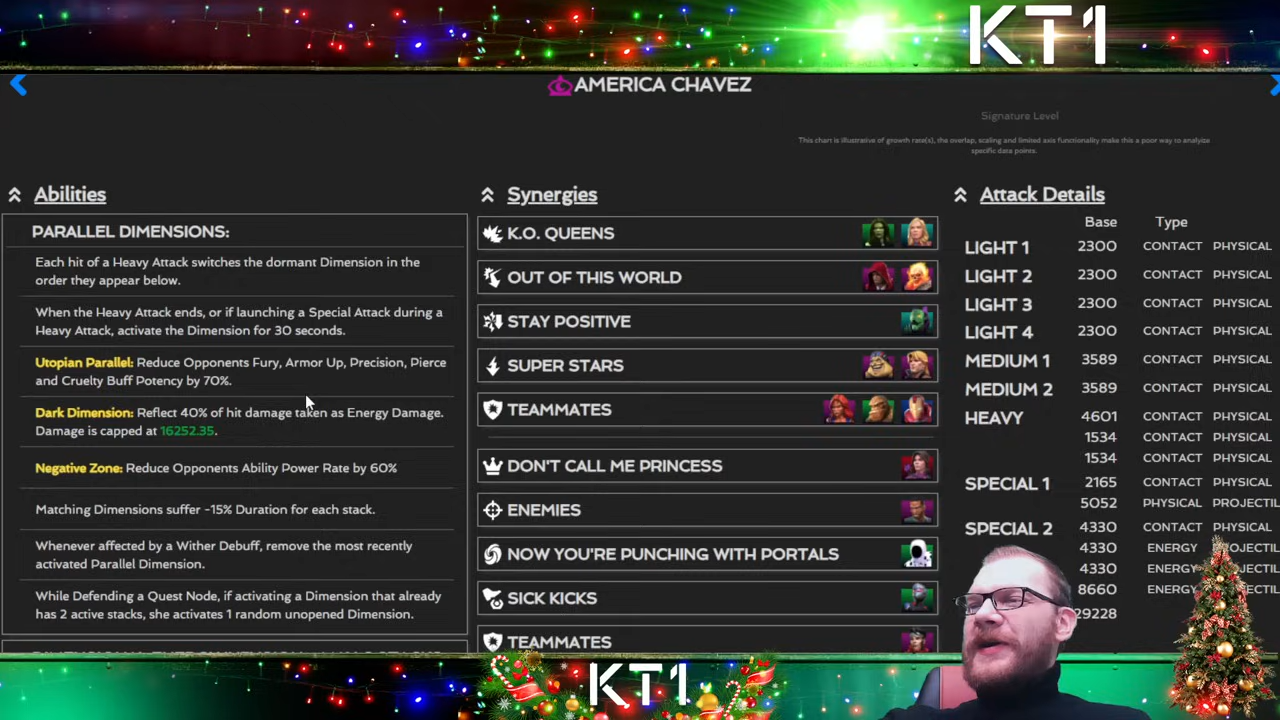 KT1
AMERICA CHAVEZ
Signature Level
This chart is illustrative of growth rate(s), the overlap, scaling and limited axis functionality make this a poor way to analyize
specific data points.
Abilities
PARALLEL DIMENSIONS:
Each hit of a Heavy Attack switches the dormant Dimension in the
order they appear below.
When the Heavy Attack ends, or if launching a Special Attack during a
Heavy Attack, activate the Dimension for 30 seconds.
Utopian Parallel: Reduce Opponents Fury, Armor Up, Precision, Pierce
and Cruelty Buff Potency by 70%.
Dark Dimension: Reflect 40% of hit damage taken as Energy Damage.
Damage is capped at 16252.35.
Negative Zone: Reduce Opponents Ability Power Rate by 60%
Matching Dimensions suffer -15% Duration for each stack.
Whenever affected by a Wither Debuff, remove the most recently
activated Parallel Dimension.
While Defending a Quest Node, if activating a Dimension that already
has 2 active stacks, she activates 1 random unopened Dimension.
Synergies
K.O. QUEENS
OUT OF THIS WORLD
STAY POSITIVE
SUPER STARS
TEAMMATES
DON'T CALL ME PRINCESS
ENEMIES
NOW YOU'RE PUNCHING WITH PORTALS
SICK KICKS
TEAMMATES
Attack Details
Base Type
LIGHT 1 2300 CONTACT PHYSICAL
LIGHT 2 2300 CONTACT PHYSICAL
LIGHT 3 2300 CONTACT PHYSICAL
LIGHT 4 2300 CONTACT PHYSICAL
MEDIUM 1 3589 CONTACT PHYSICAL
MEDIUM 2 3589 CONTACT PHYSICAL
HEAVY 4601 CONTACT PHYSICAL
1534 CONTACT PHYSICAL
1534 CONTACT PHYSICAL
SPECIAL 1 2165 CONTACT PHYSICAL
5052 PHYSICAL PROJECTIL
SPECIAL 2 4330 CONTACT PHYSICAL
4330 ENERGY
4330 ENERGY
8660 ENERGY
29228
KT1